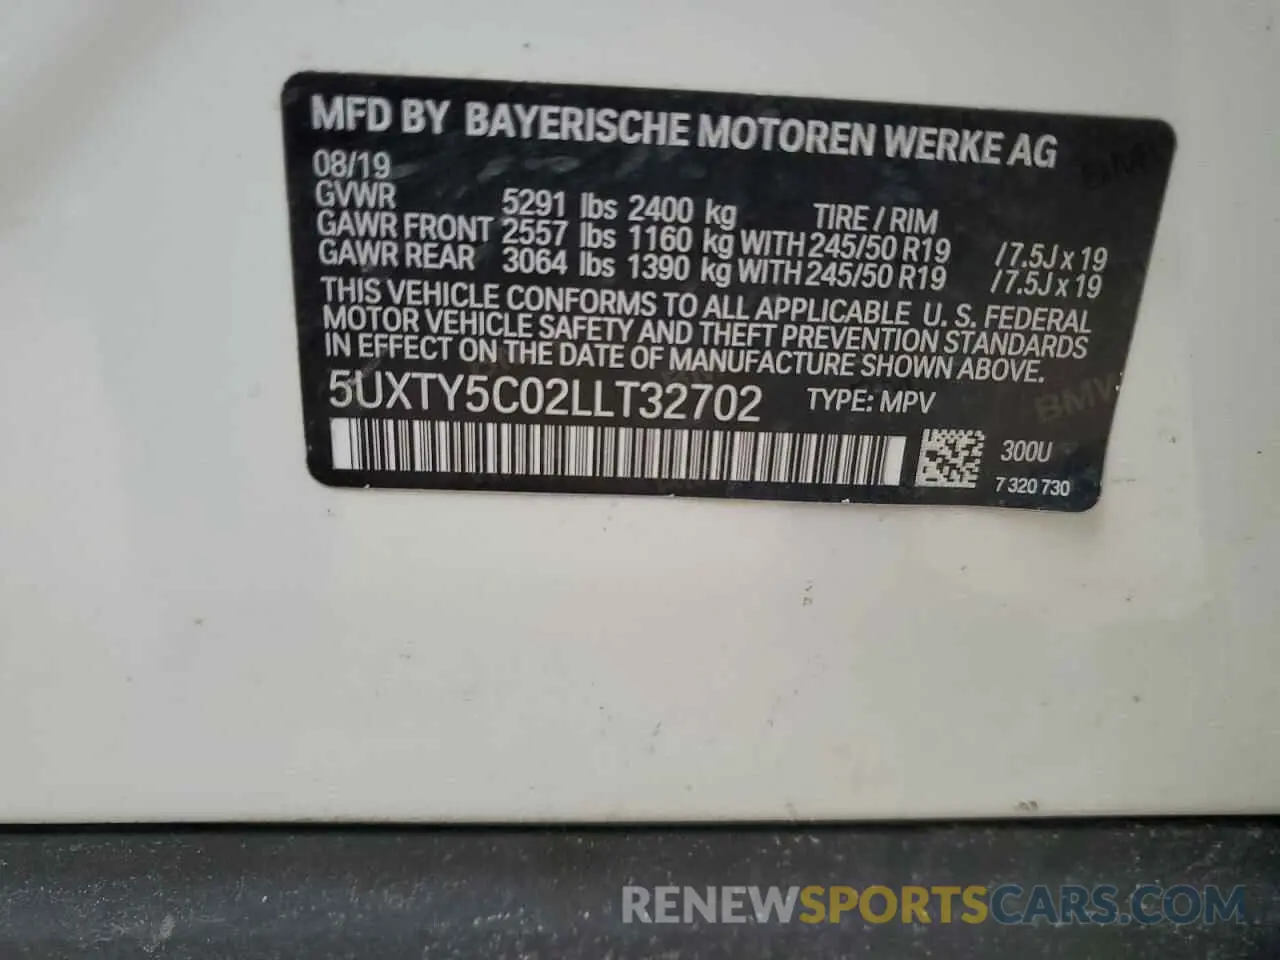 MFD BY BAYERISCHE MOTOREN WERKE AG
08/19
GVWR 5291 lbs 2400 kg TIRE / RIM
GAWR FRONT 2557 lbs 1160 kg WITH 245/50 R19 / 7.5J x 19
GAWR REAR 3064 lbs 1390 kg WITH 245/50 R19 / 7.5J x 19
THIS VEHICLE CONFORMS TO ALL APPLICABLE U. S. FEDERAL
MOTOR VEHICLE SAFETY AND THEFT PREVENTION STANDARDS
IN EFFECT ON THE DATE OF MANUFACTURE SHOWN ABOVE.
5UXTY5C02LLT32702 TYPE: MPV
300U
7 320 730
BMW
BMW
RENEWSPORTSCARS.COM